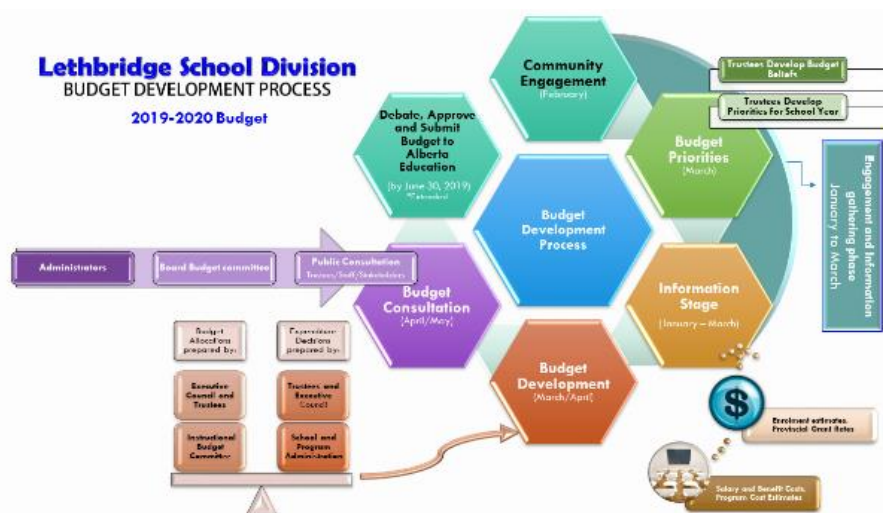 Lethbridge School Division
BUDGET DEVELOPMENT PROCESS
2019-2020 Budget
Community
Engagement
(February)
Trustees Develop Budget
Beliefs
Trustees Develop
Priorities for School Year
Budget
Priorities
(March)
Engagement and Information
gathering phase
January to March
Debate, Approve
and Submit
Budget to
Alberta
Education
(by June 30, 2019)
*Extended
Budget
Development
Process
Administrators
Board Budget committee
Public Consultation
Trustees/Staff/Stakeholders
Budget
Consultation
(April/May)
Information
Stage
(January – March)
Budget
Development
(March/April)
Budget
Allocations
prepared by:
Expenditure
Decisions
prepared by:
Executive
Council and
Trustees
Trustees and
Executive
Council
Instructional
Budget
Committee
School and
Program
Administration
$
Enrolment estimates,
Provincial Grant Rates
Salary and Benefit Costs,
Program Cost Estimates